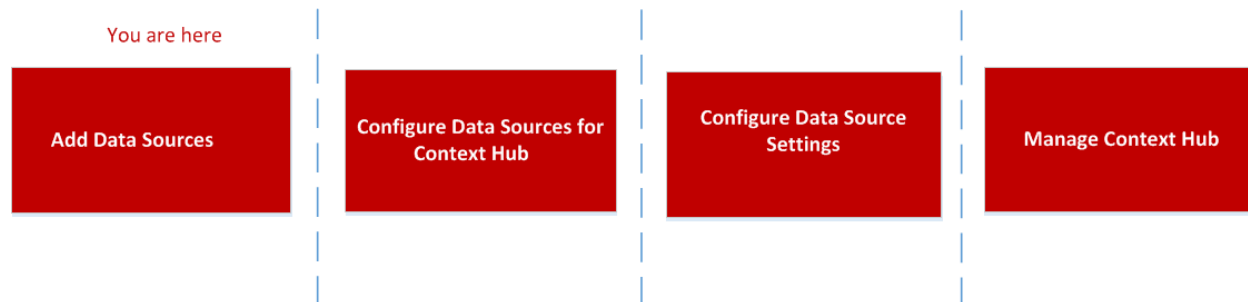 You are here
Add Data Sources
Configure Data Sources for
Context Hub
Configure Data Source
Settings
Manage Context Hub